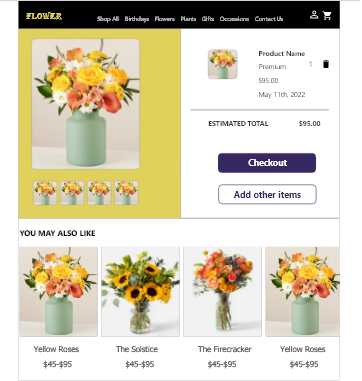 FLOWER
Shop All Birthdays Flowers Plants Gifts Occassions Contact Us
Product Name
Premium 1
$95.00
May 11th, 2022
ESTIMATED TOTAL $95.00
Checkout
Add other items
YOU MAY ALSO LIKE
Yellow Roses The Solstice The Firecracker Yellow Roses
$45-$95 $45-$95 $45-$95 $45-$95